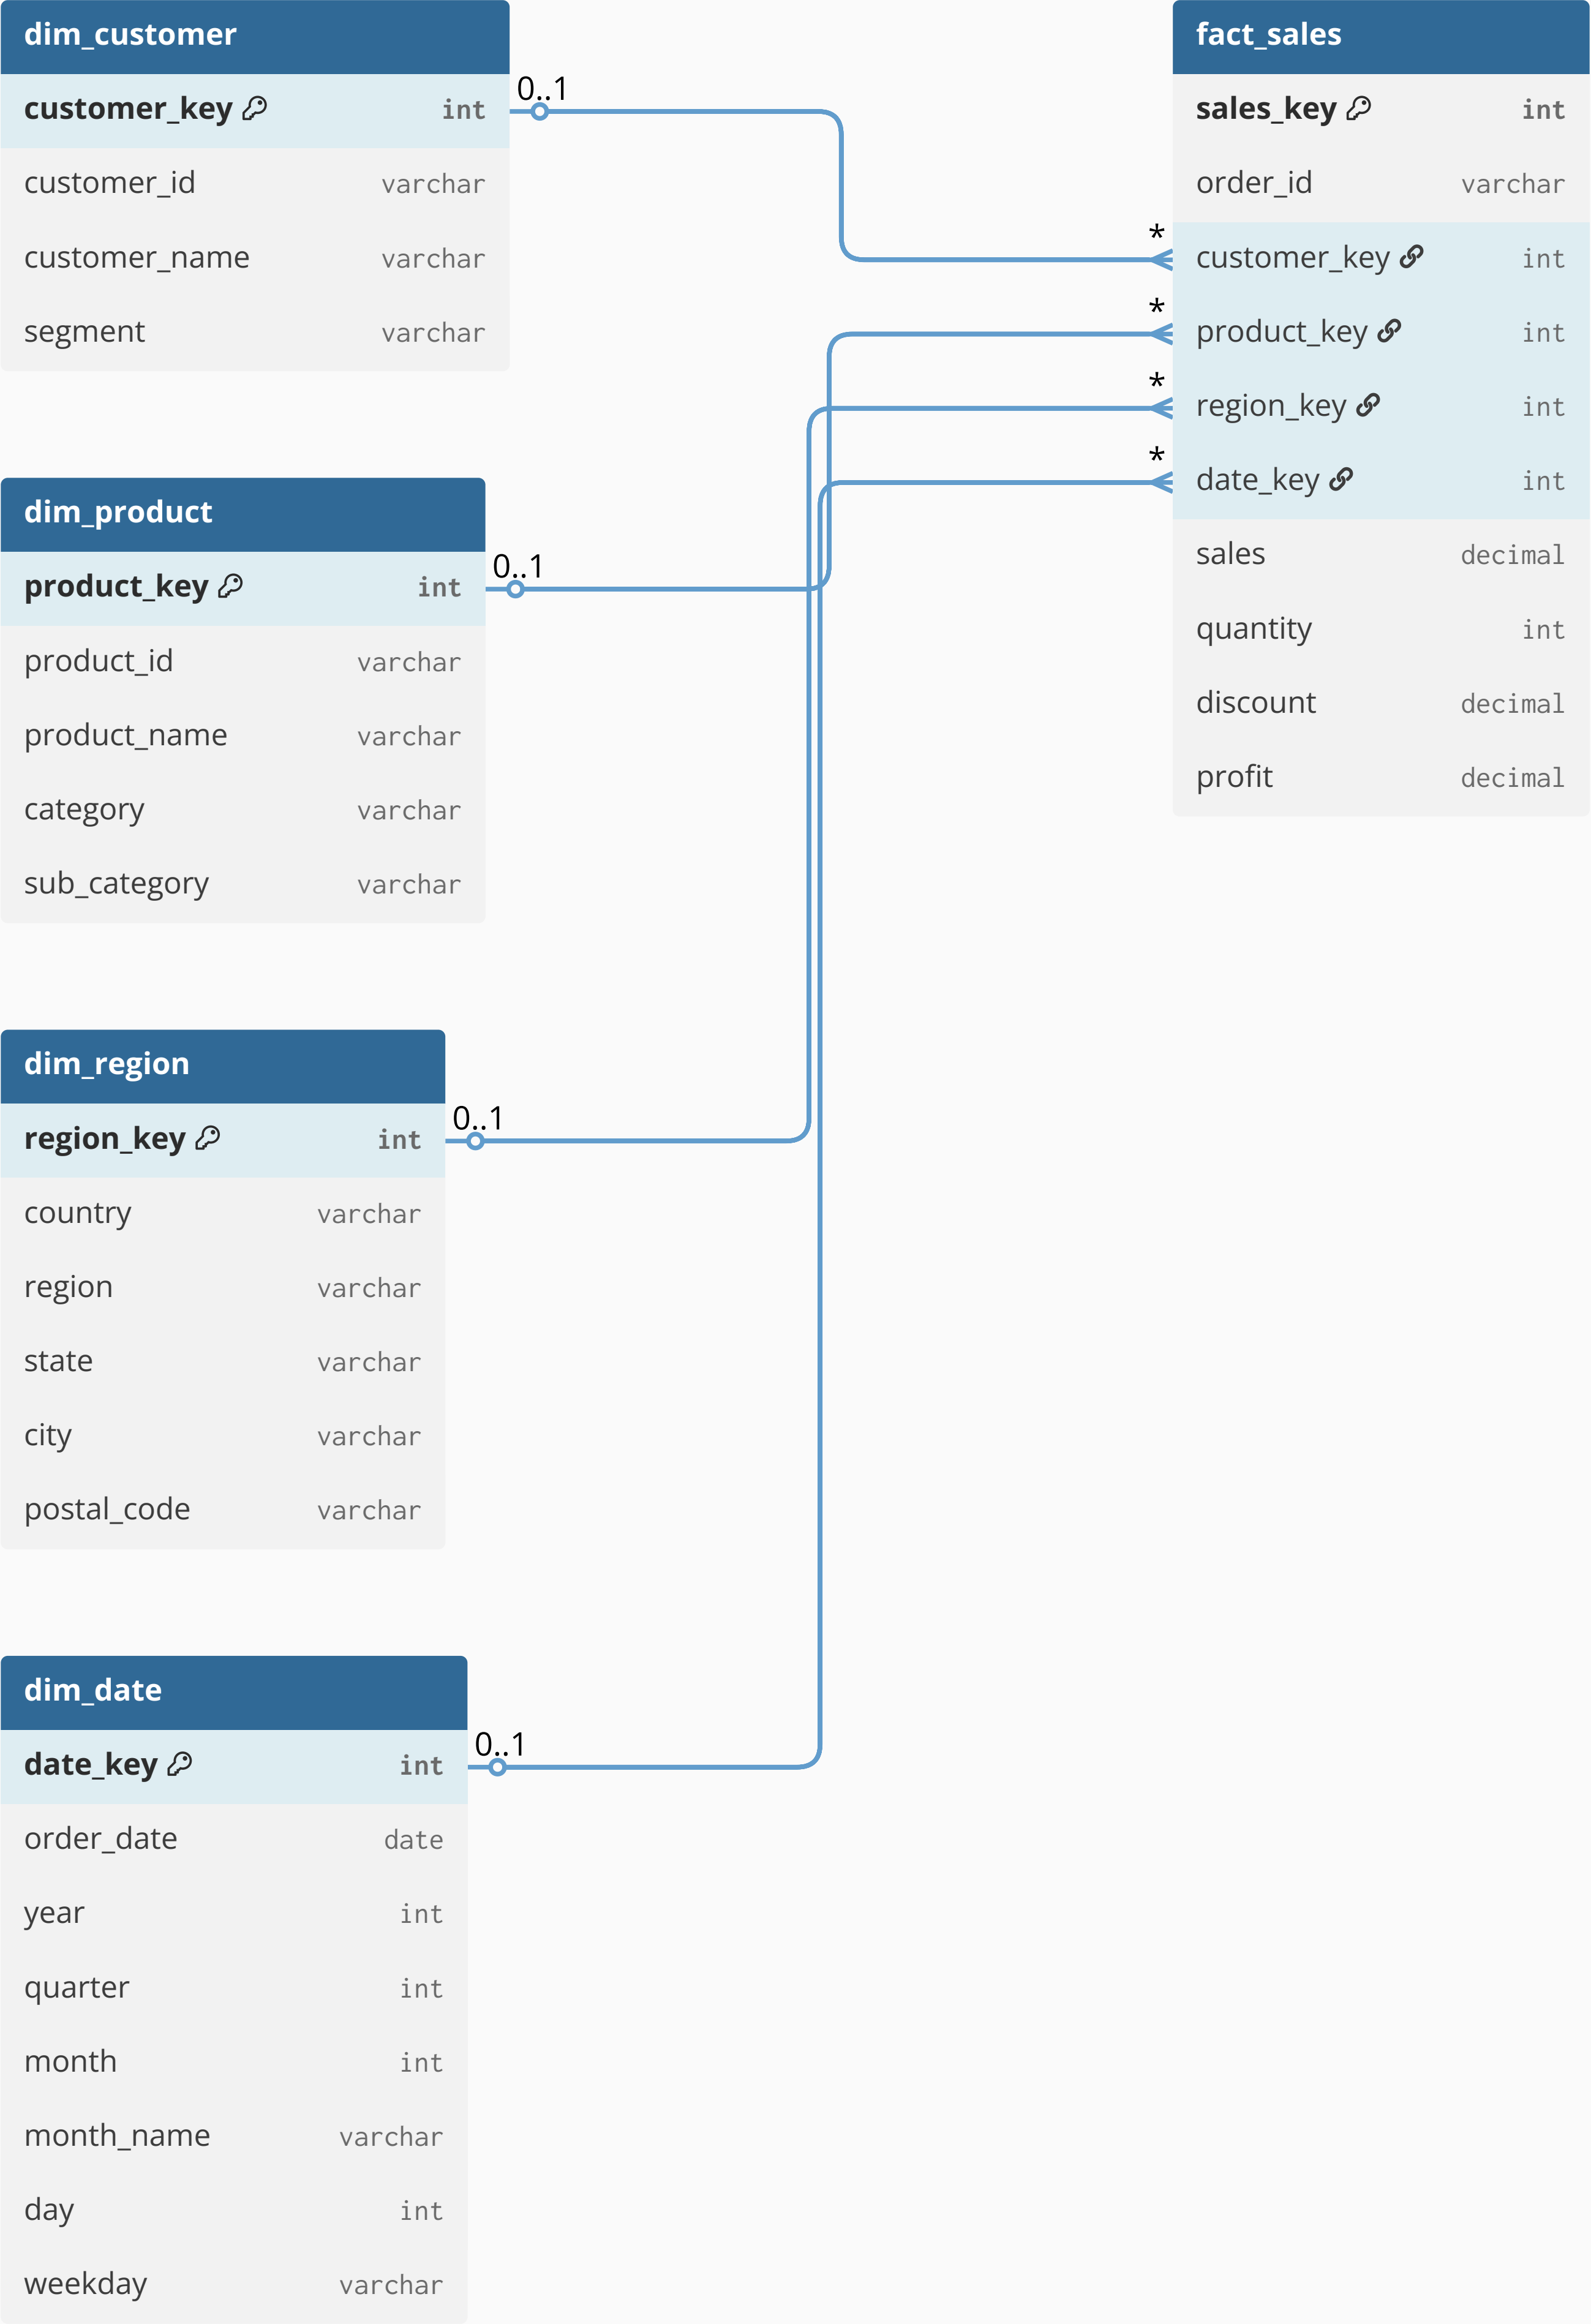 dim_customer
customer_key int
customer_id varchar
customer_name varchar
segment varchar
0..1
dim_product
product_key int
product_id varchar
product_name varchar
category varchar
sub_category varchar
0..1
dim_region
region_key int
country varchar
region varchar
state varchar
city varchar
postal_code varchar
0..1
dim_date
date_key int
order_date date
year int
quarter int
month int
month_name varchar
day int
weekday varchar
0..1
fact_sales
sales_key int
order_id varchar
* customer_key int
* product_key int
* region_key int
* date_key int
sales decimal
quantity int
discount decimal
profit decimal